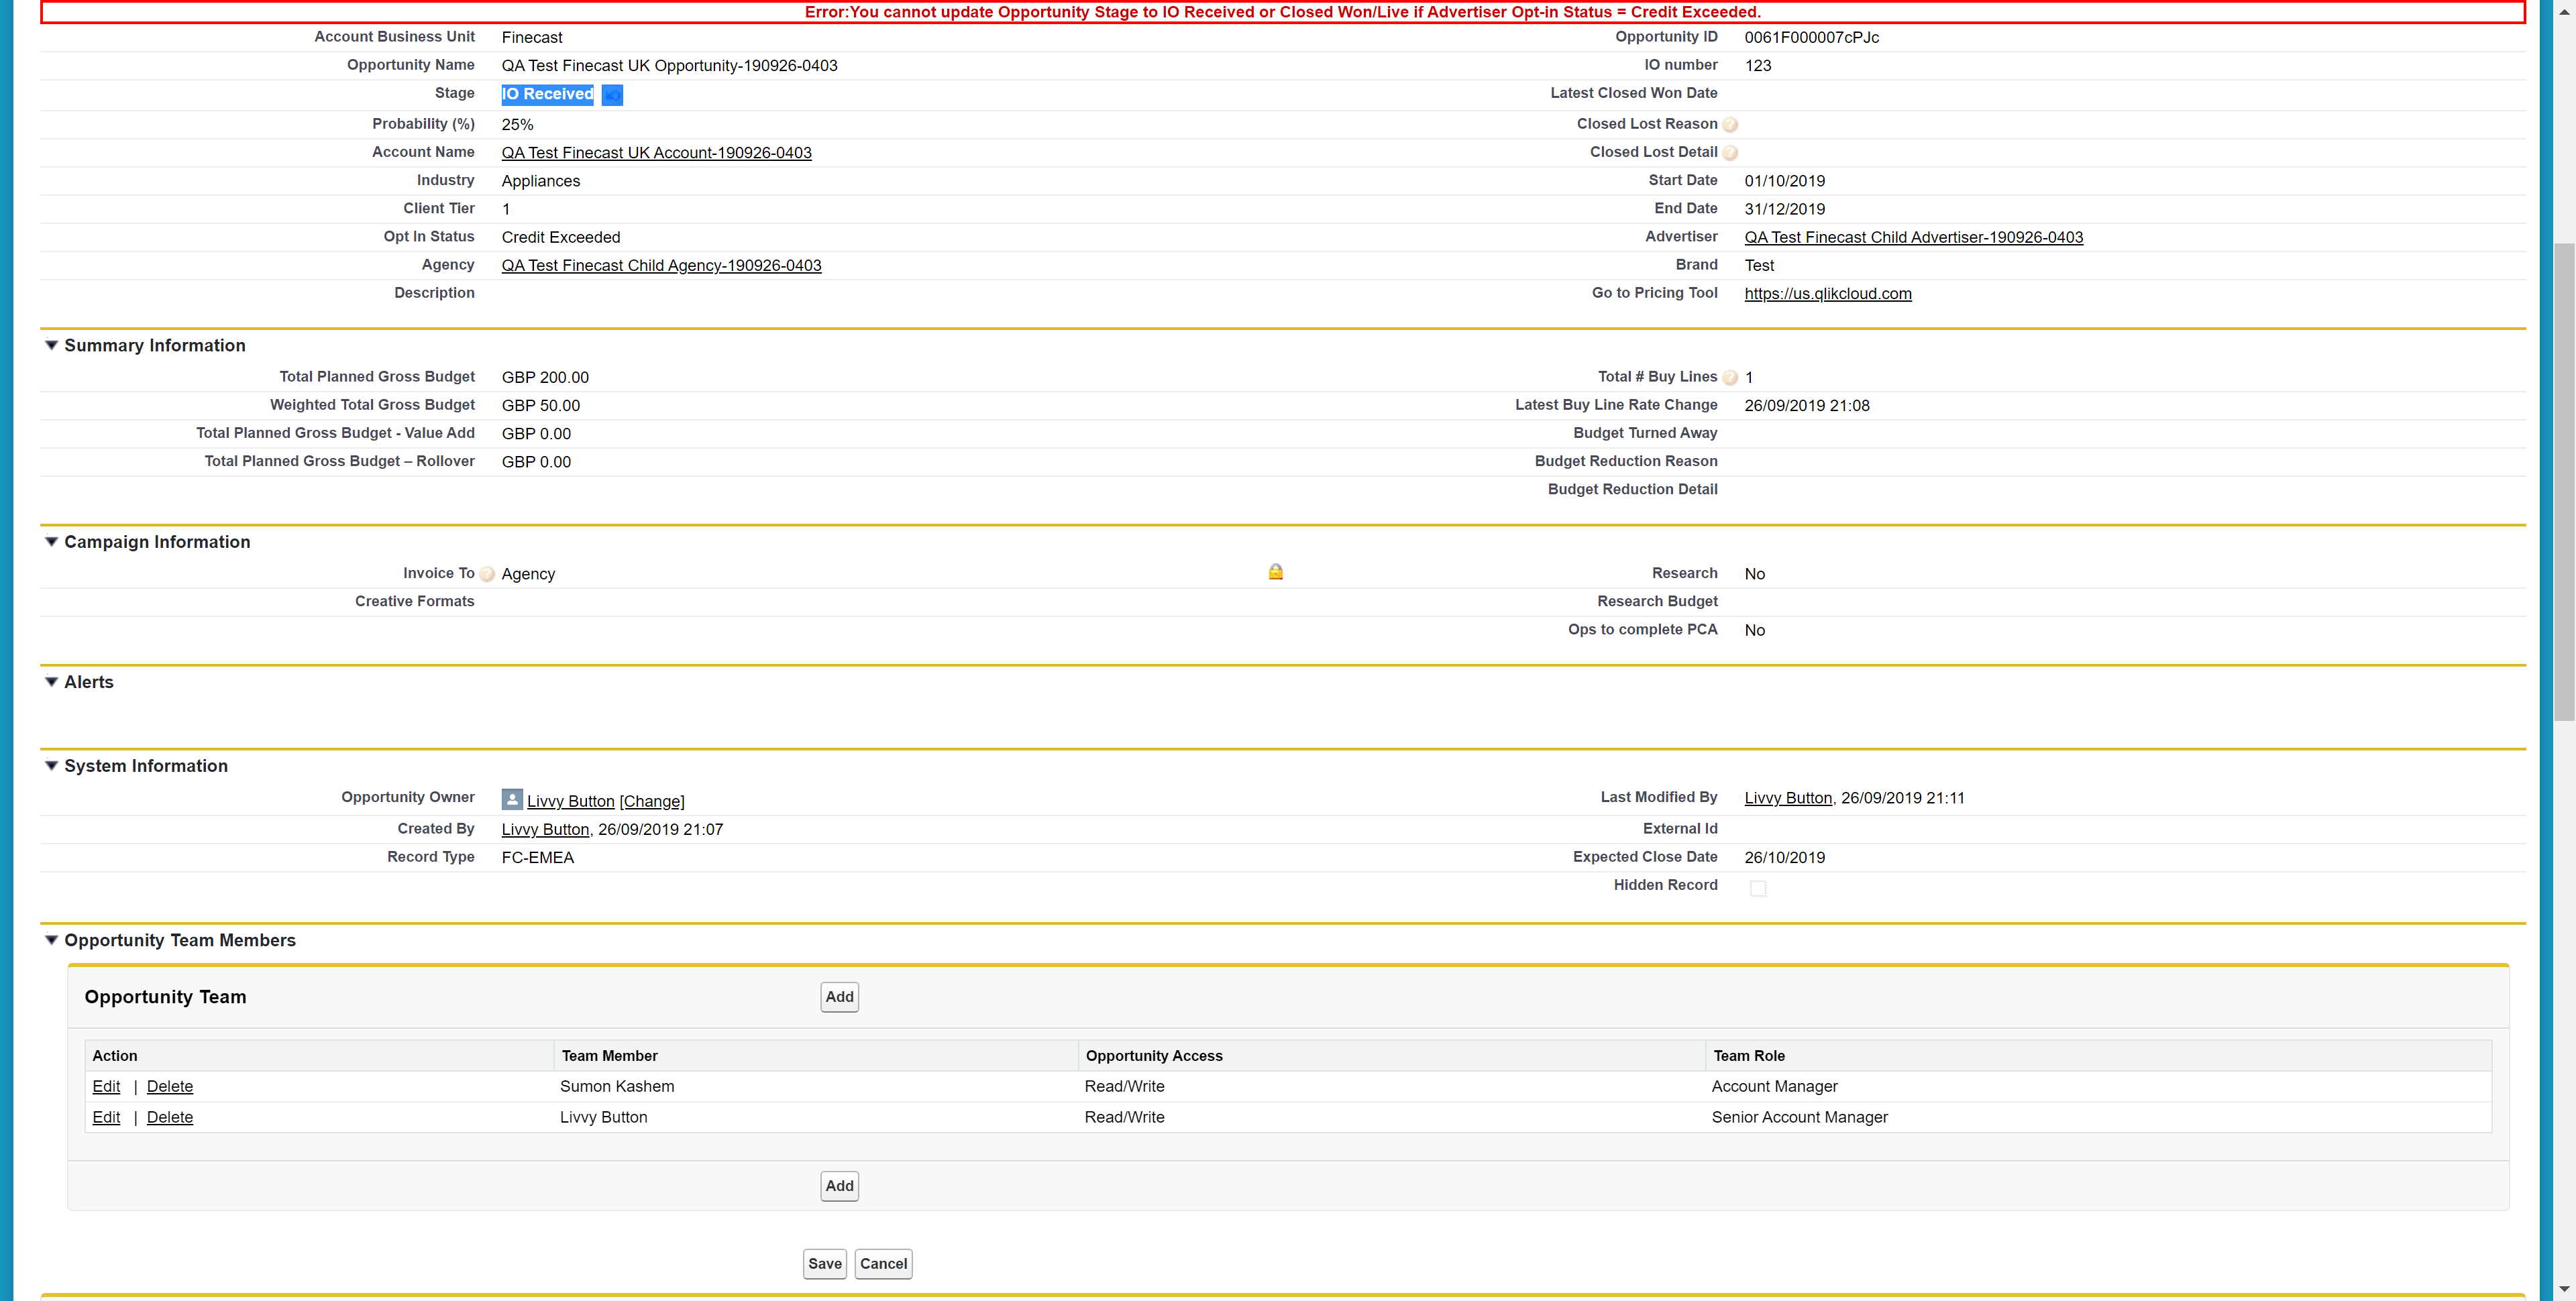 Error:You cannot update Opportunity Stage to IO Received or Closed Won/Live if Advertiser Opt-in Status = Credit Exceeded.
Account Business Unit Finecast Opportunity ID 0061F000007cPJc
Opportunity Name QA Test Finecast UK Opportunity-190926-0403 IO number 123
Stage IO Received Latest Closed Won Date
Probability (%) 25% Closed Lost Reason ?
Account Name QA Test Finecast UK Account-190926-0403 Closed Lost Detail ?
Industry Appliances Start Date 01/10/2019
Client Tier 1 End Date 31/12/2019
Opt In Status Credit Exceeded Advertiser QA Test Finecast Child Advertiser-190926-0403
Agency QA Test Finecast Child Agency-190926-0403 Brand Test
Description Go to Pricing Tool https://us.qlikcloud.com
Summary Information
Total Planned Gross Budget GBP 200.00 Total # Buy Lines ? 1
Weighted Total Gross Budget GBP 50.00 Latest Buy Line Rate Change 26/09/2019 21:08
Total Planned Gross Budget - Value Add GBP 0.00 Budget Turned Away
Total Planned Gross Budget – Rollover GBP 0.00 Budget Reduction Reason
Budget Reduction Detail
Campaign Information
Invoice To ? Agency Research No
Creative Formats Research Budget
Ops to complete PCA No
Alerts
System Information
Opportunity Owner Livvy Button [Change] Last Modified By Livvy Button, 26/09/2019 21:11
Created By Livvy Button, 26/09/2019 21:07 External Id
Record Type FC-EMEA Expected Close Date 26/10/2019
Hidden Record
Opportunity Team Members
Opportunity Team Add
Action Team Member Opportunity Access Team Role
Edit | Delete Sumon Kashem Read/Write Account Manager
Edit | Delete Livvy Button Read/Write Senior Account Manager
Add
Save Cancel